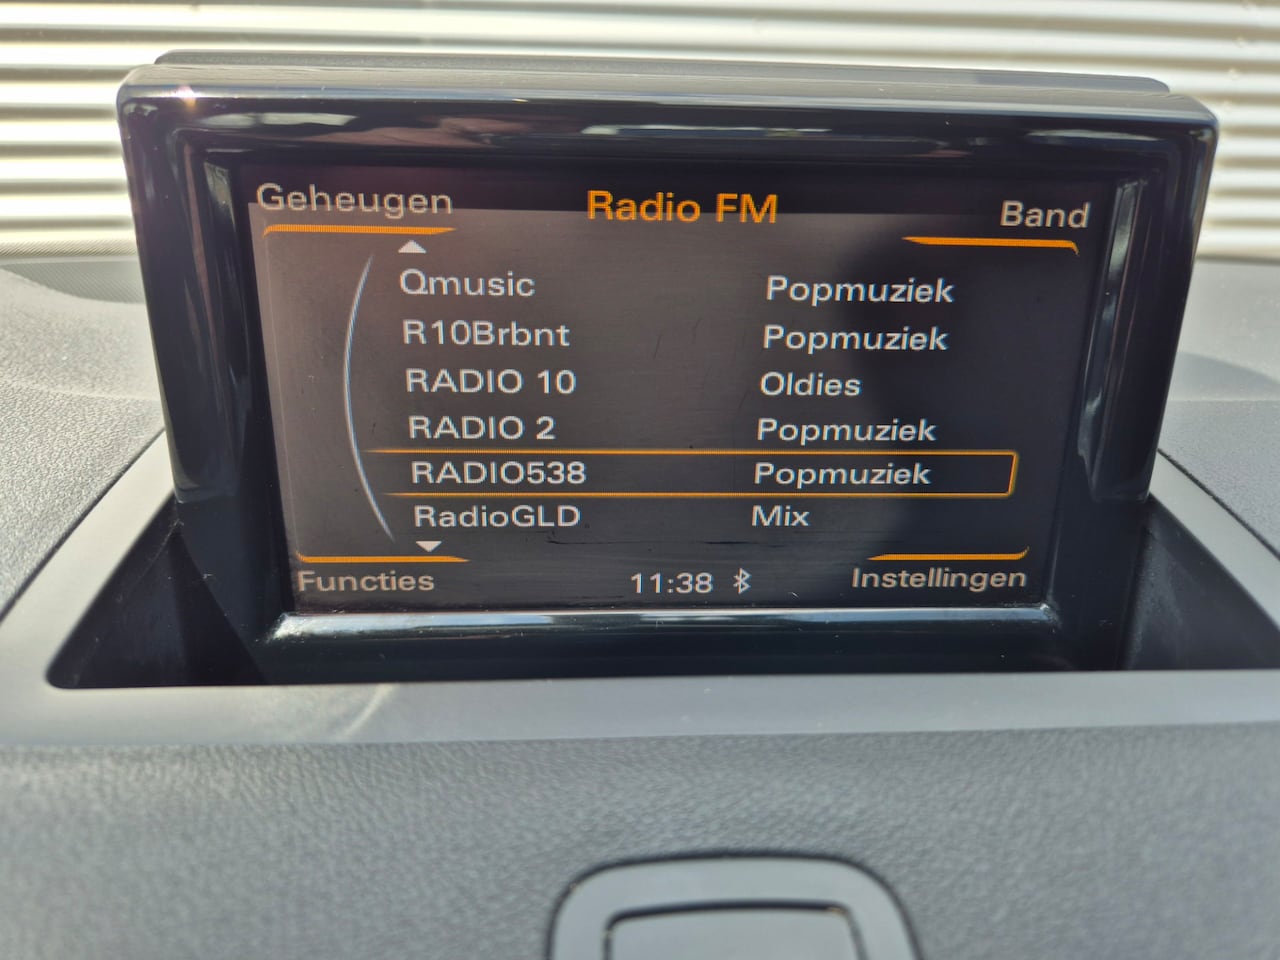 Geheugen Radio FM Band
Qmusic Popmuziek
R10Brbnt Popmuziek
RADIO 10 Oldies
RADIO 2 Popmuziek
RADIO538 Popmuziek
RadioGLD Mix
Functies 11:38 Instellingen